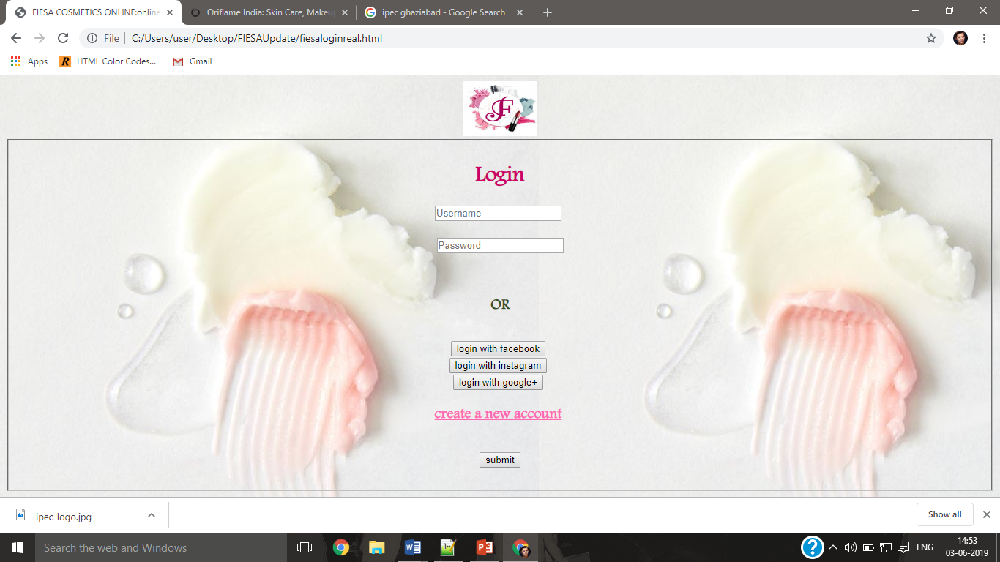 FIESA COSMETICS ONLINE:online
Oriflame India: Skin Care, Makeup
ipec ghaziabad - Google Search
File
C:/Users/user/Desktop/FIESAUpdate/fiesaloginreal.html
Apps
HTML Color Codes...
Gmail
F
Login
Username
Password
OR
login with facebook
login with instagram
login with google+
create a new account
submit
ipec-logo.jpg
Show all
Search the web and Windows
ENG
14:53
03-06-2019